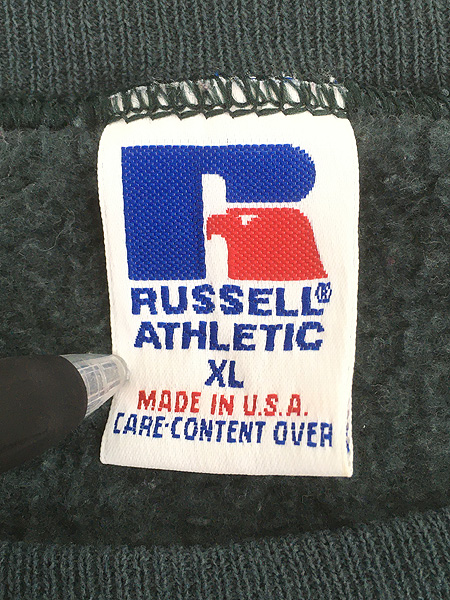 RUSSELL®
ATHLETIC
XL
MADE IN U.S.A.
CARE·CONTENT OVER